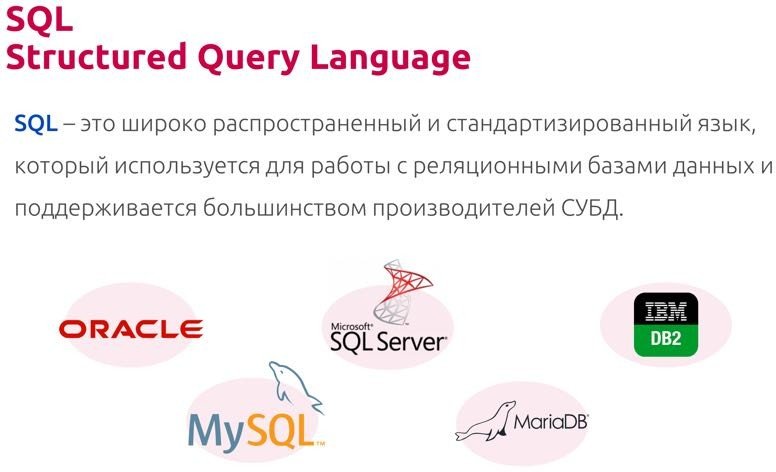 SQL
Structured Query Language
SQL – это широко распространенный и стандартизированный язык,
который используется для работы с реляционными базами данных и
поддерживается большинством производителей СУБД.
ORACLE
Microsoft®
SQL Server®
IBM
DB2
MySQL™
MariaDB®